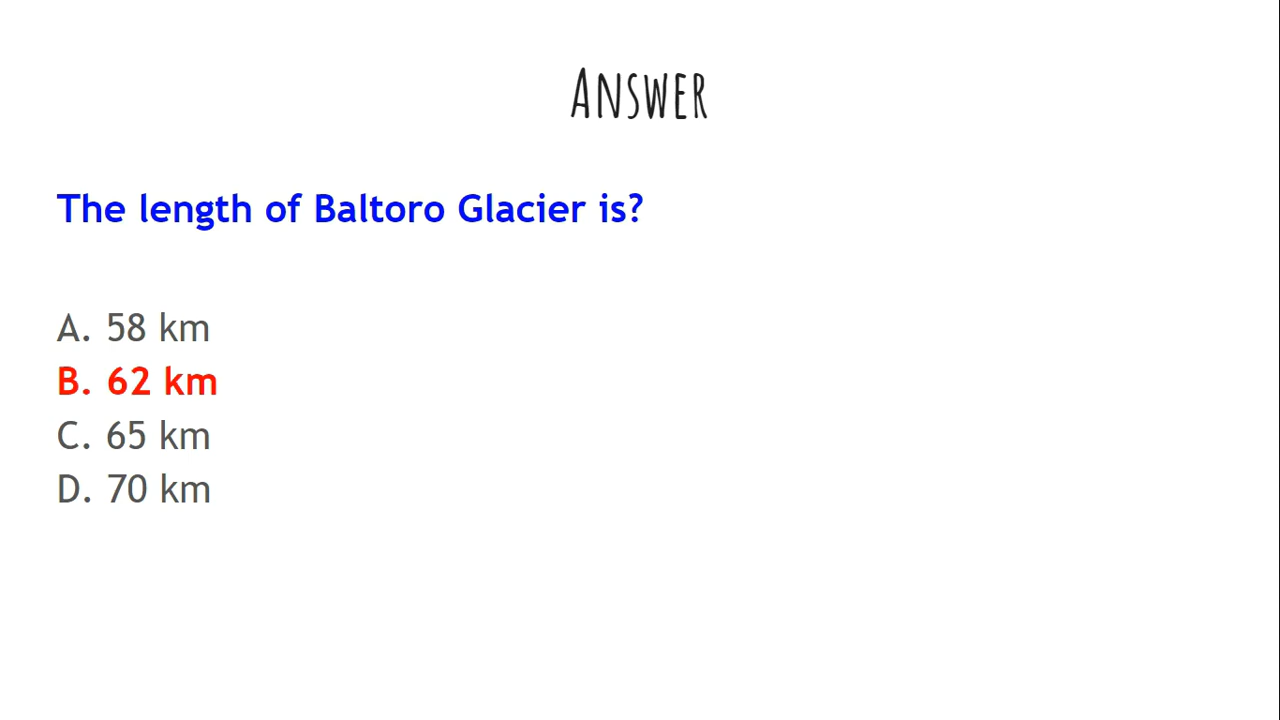 Answer
The length of Baltoro Glacier is?
A. 58 km
B. 62 km
C. 65 km
D. 70 km